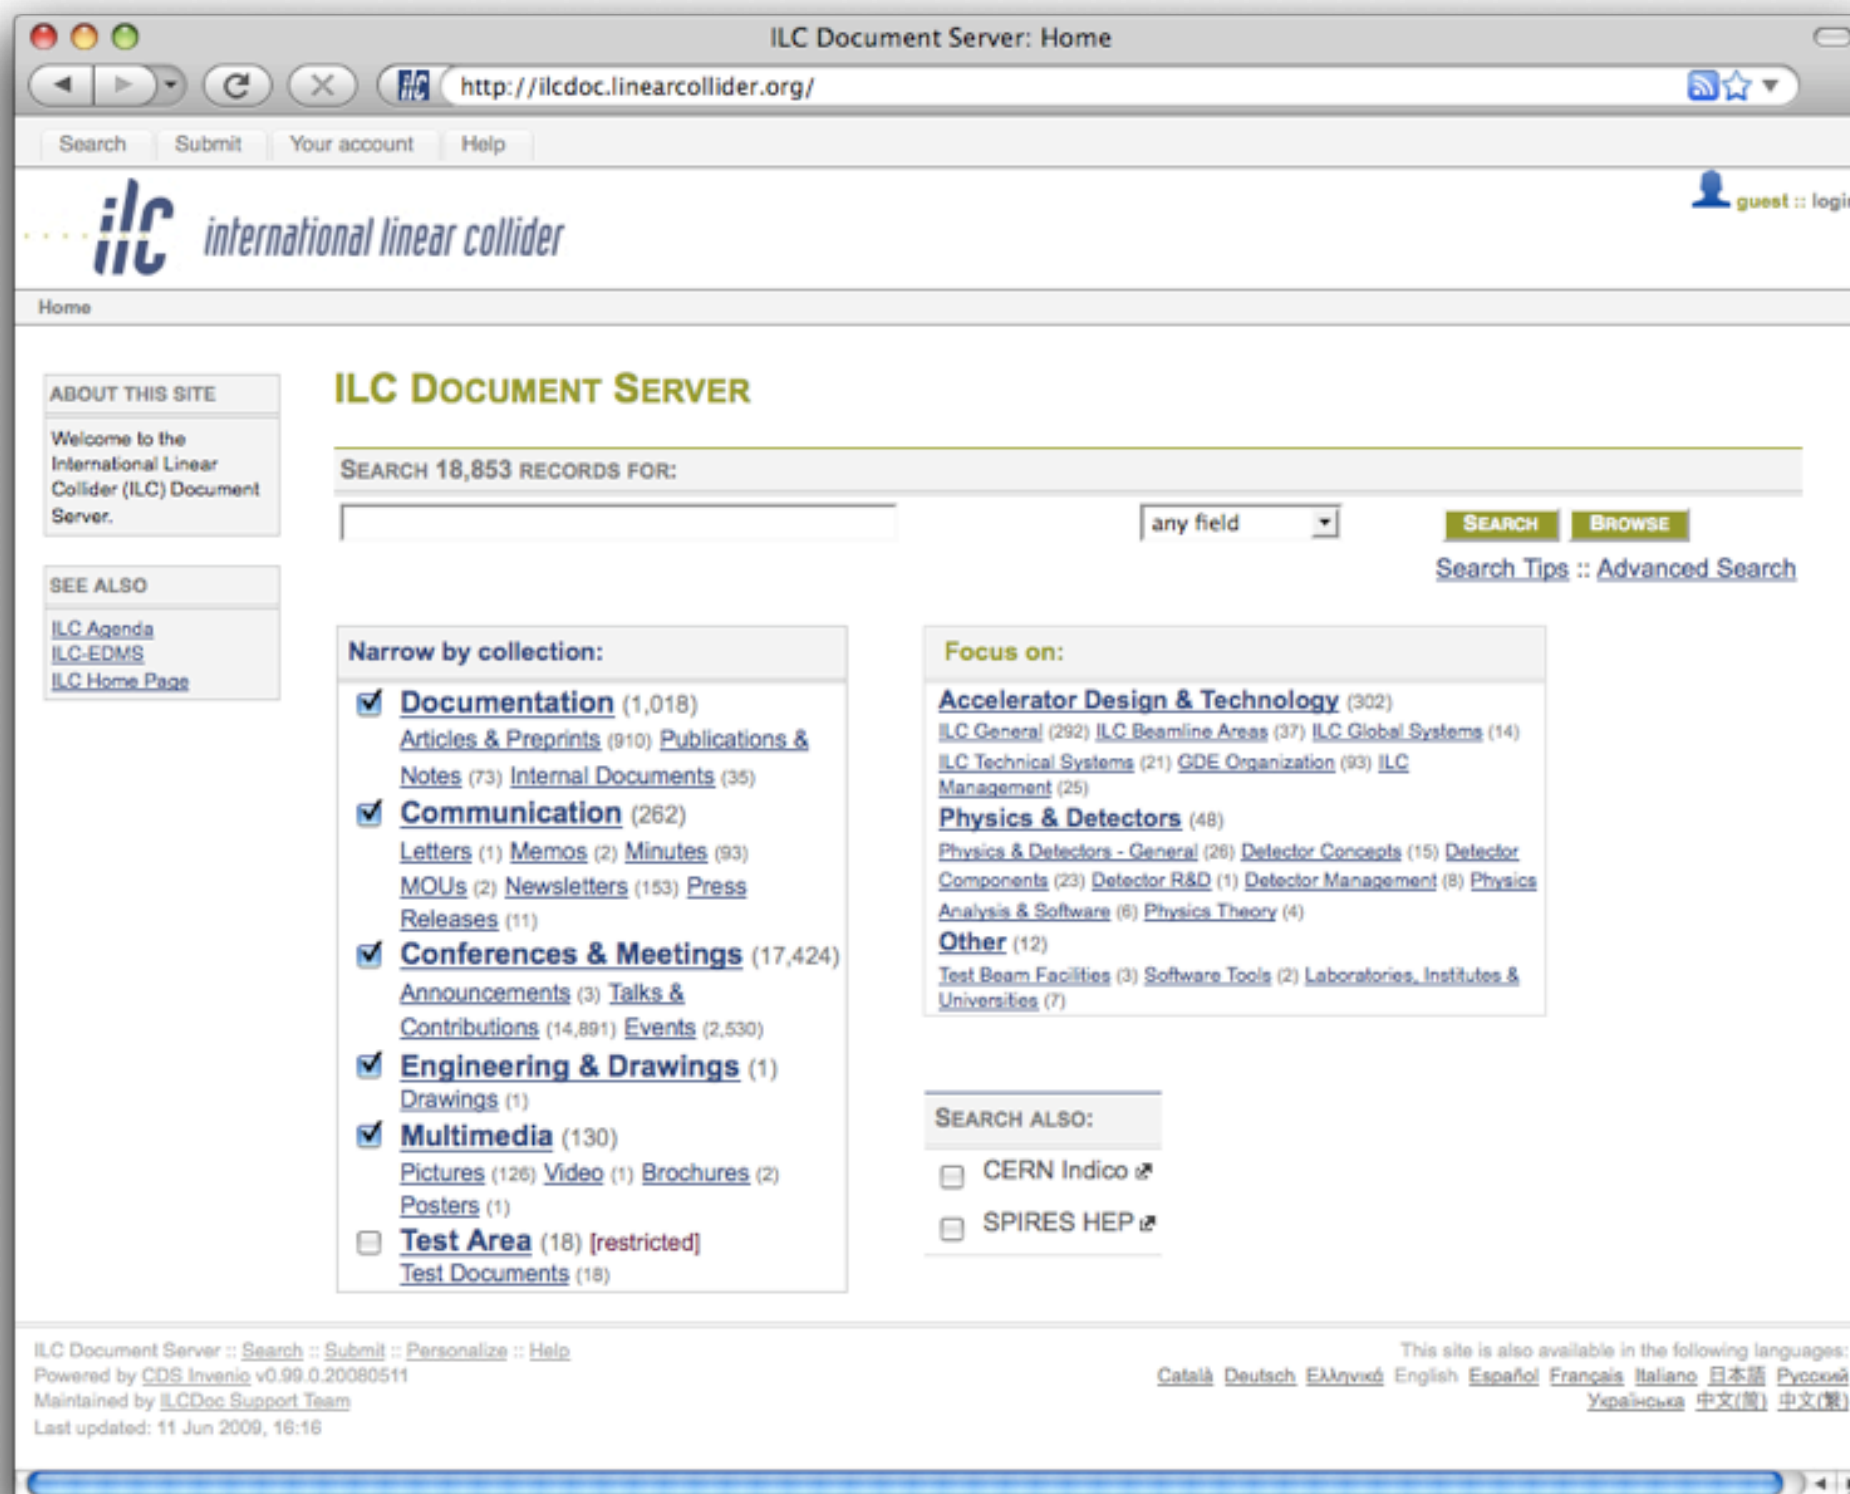 ILC Document Server: Home
http://ilcdoc.linearcollider.org/
Search Submit Your account Help
ilc international linear collider
guest :: login
Home
ABOUT THIS SITE
Welcome to the
International Linear
Collider (ILC) Document
Server.
SEE ALSO
ILC Agenda
ILC-EDMS
ILC Home Page
ILC DOCUMENT SERVER
SEARCH 18,853 RECORDS FOR:
any field SEARCH BROWSE
Search Tips :: Advanced Search
Narrow by collection:
Documentation (1,018)
Articles & Preprints (910) Publications &
Notes (73) Internal Documents (35)
Communication (262)
Letters (1) Memos (2) Minutes (93)
MOUs (2) Newsletters (153) Press
Releases (11)
Conferences & Meetings (17,424)
Announcements (3) Talks &
Contributions (14,891) Events (2,530)
Engineering & Drawings (1)
Drawings (1)
Multimedia (130)
Pictures (126) Video (1) Brochures (2)
Posters (1)
Test Area (18) [restricted]
Test Documents (18)
Focus on:
Accelerator Design & Technology (302)
ILC General (292) ILC Beamline Areas (37) ILC Global Systems (14)
ILC Technical Systems (21) GDE Organization (93) ILC
Management (25)
Physics & Detectors (48)
Physics & Detectors - General (26) Detector Concepts (15) Detector
Components (23) Detector R&D (1) Detector Management (8) Physics
Analysis & Software (6) Physics Theory (4)
Other (12)
Test Beam Facilities (3) Software Tools (2) Laboratories, Institutes &
Universities (7)
SEARCH ALSO:
CERN Indico
SPIRES HEP
ILC Document Server :: Search :: Submit :: Personalize :: Help
Powered by CDS Invenio v0.99.0.20080511
Maintained by ILCDoc Support Team
Last updated: 11 Jun 2009, 16:16
This site is also available in the following languages:
Català Deutsch Ελληνικά English Español Français Italiano 日本語 Русский
Українська 中文(简) 中文(繁)